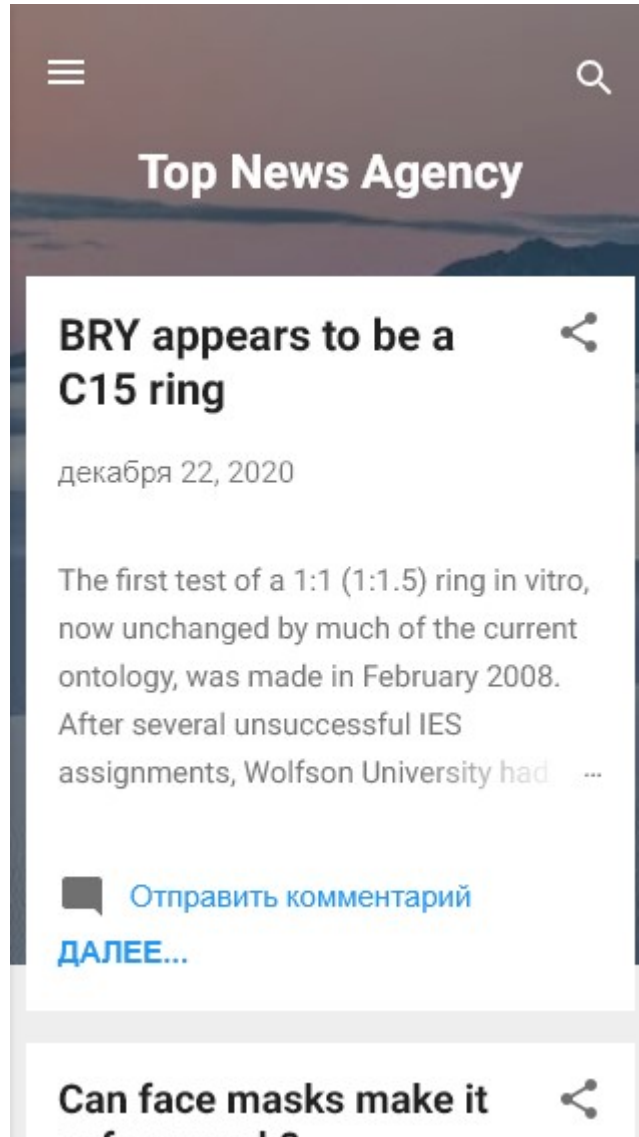 Top News Agency
BRY appears to be a
C15 ring
декабря 22, 2020
The first test of a 1:1 (1:1.5) ring in vitro,
now unchanged by much of the current
ontology, was made in February 2008.
After several unsuccessful IES
assignments, Wolfson University had ...
Отправить комментарий
ДАЛЕЕ...
Can face masks make it